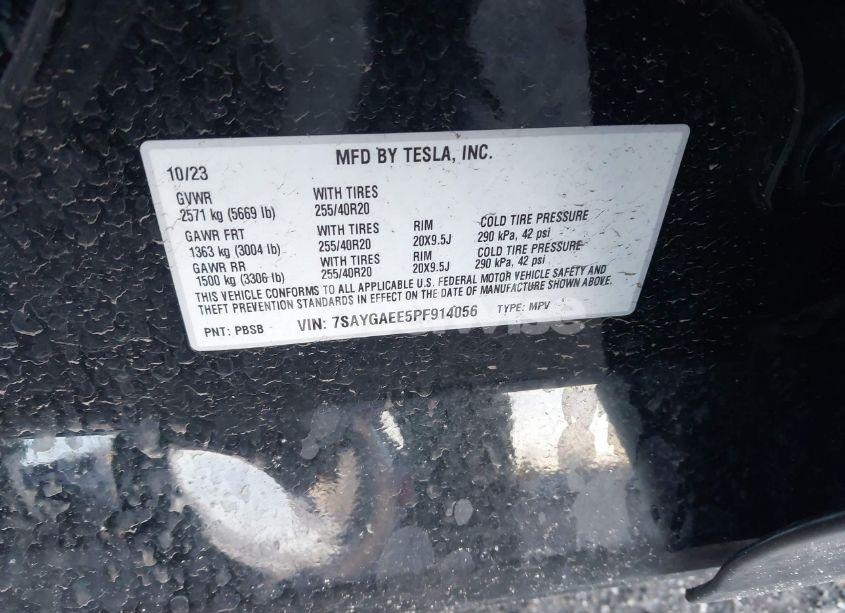 MFD BY TESLA, INC.
10/23
GVWR WITH TIRES
2571 kg (5669 lb) 255/40R20
GAWR FRT WITH TIRES RIM COLD TIRE PRESSURE
1363 kg (3004 lb) 255/40R20 20X9.5J 290 kPa, 42 psi
GAWR RR WITH TIRES RIM COLD TIRE PRESSURE
1500 kg (3306 lb) 255/40R20 20X9.5J 290 kPa, 42 psi
THIS VEHICLE CONFORMS TO ALL APPLICABLE U.S. FEDERAL MOTOR VEHICLE SAFETY AND
THEFT PREVENTION STANDARDS IN EFFECT ON THE DATE OF MANUFACTURE SHOWN ABOVE.
PNT: PBSB VIN: 7SAYGAEE5PF914056 TYPE: MPV